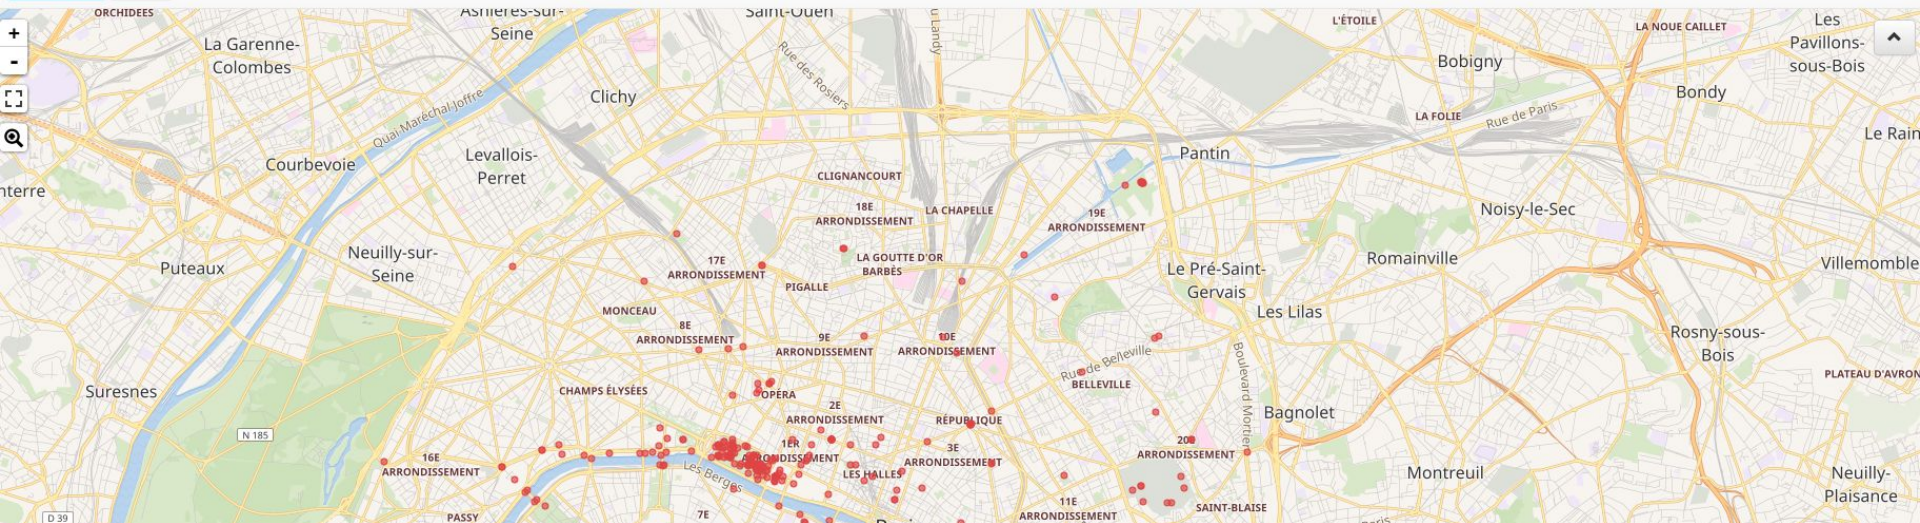 ORCHIDEES
Asnières-sur-
Seine
Saint-Ouen
u Landy
L'ÉTOILE
LA NOUE CAILLET
Les
Pavillons-
sous-Bois
+
-
La Garenne-
Colombes
Rue des Rosiers
Bobigny
Clichy
Quai Maréchal Joffre
Bondy
LA FOLIE
Rue de Paris
Le Rain
Courbevoie
Levallois-
Perret
Pantin
nterre
CLIGNANCOURT
18E
ARRONDISSEMENT
LA CHAPELLE
19E
ARRONDISSEMENT
Noisy-le-Sec
Neuilly-sur-
Seine
Puteaux
17E
ARRONDISSEMENT
LA GOUTTE D'OR
BARBÈS
PIGALLE
Le Pré-Saint-
Gervais
Romainville
Villemomble
MONCEAU
Les Lilas
8E
ARRONDISSEMENT
9E
ARRONDISSEMENT
10E
ARRONDISSEMENT
Rosny-sous-
Bois
Rue de Belleville
Boulevard Mortier
BELLEVILLE
PLATEAU D'AVRON
Suresnes
CHAMPS ÉLYSÉES
OPÉRA
2E
ARRONDISSEMENT
RÉPUBLIQUE
Bagnolet
N 185
1ER
ARRONDISSEMENT
3E
ARRONDISSEMENT
20E
ARRONDISSEMENT
16E
ARRONDISSEMENT
Les Berges
LES HALLES
Montreuil
Neuilly-
Plaisance
D 39
PASSY
7E
11E
ARRONDISSEMENT
SAINT-BLAISE